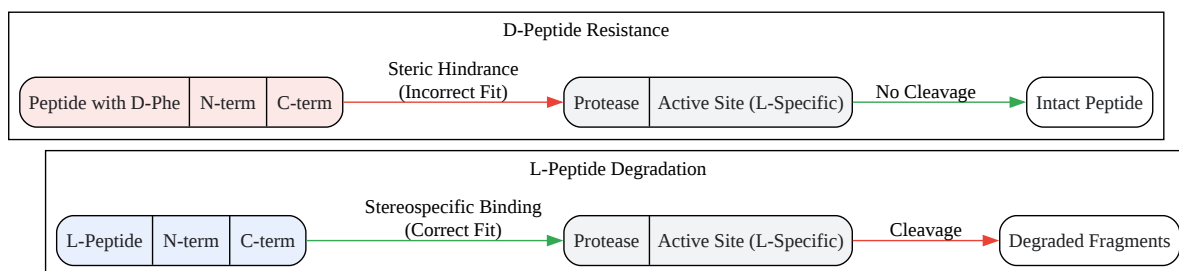 D-Peptide Resistance
Peptide with D-Phe N-term C-term
Steric Hindrance
(Incorrect Fit)
Protease Active Site (L-Specific)
No Cleavage
Intact Peptide
L-Peptide Degradation
L-Peptide N-term C-term
Stereospecific Binding
(Correct Fit)
Protease Active Site (L-Specific)
Cleavage
Degraded Fragments